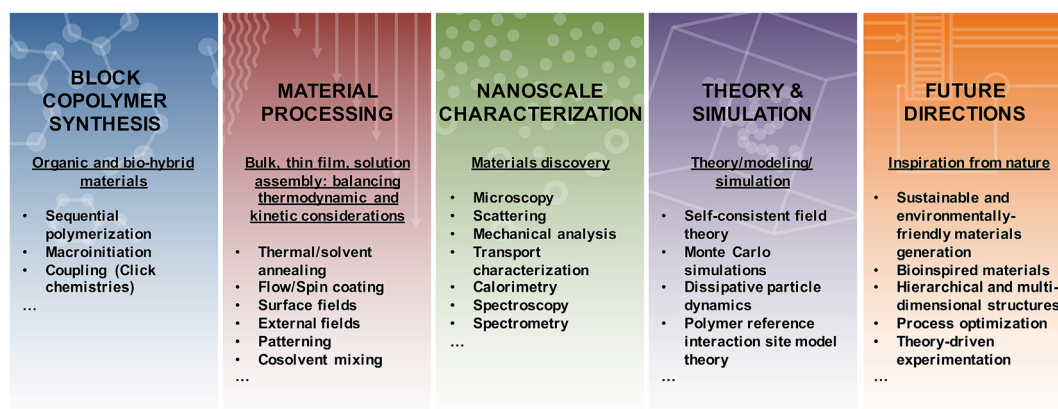 BLOCK
COPOLYMER
SYNTHESIS
Organic and bio-hybrid
materials
• Sequential
polymerization
• Macroinitiation
• Coupling (Click
chemistries)
…
MATERIAL
PROCESSING
Bulk, thin film, solution
assembly: balancing
thermodynamic and
kinetic considerations
• Thermal/solvent
annealing
• Flow/Spin coating
• Surface fields
• External fields
• Patterning
• Cosolvent mixing
…
NANOSCALE
CHARACTERIZATION
Materials discovery
• Microscopy
• Scattering
• Mechanical analysis
• Transport
characterization
• Calorimetry
• Spectroscopy
• Spectrometry
…
THEORY &
SIMULATION
Theory/modeling/
simulation
• Self-consistent field
theory
• Monte Carlo
simulations
• Dissipative particle
dynamics
• Polymer reference
interaction site model
theory
…
FUTURE
DIRECTIONS
Inspiration from nature
• Sustainable and
environmentally-
friendly materials
generation
• Bioinspired materials
• Hierarchical and multi-
dimensional structures
• Process optimization
• Theory-driven
experimentation
…